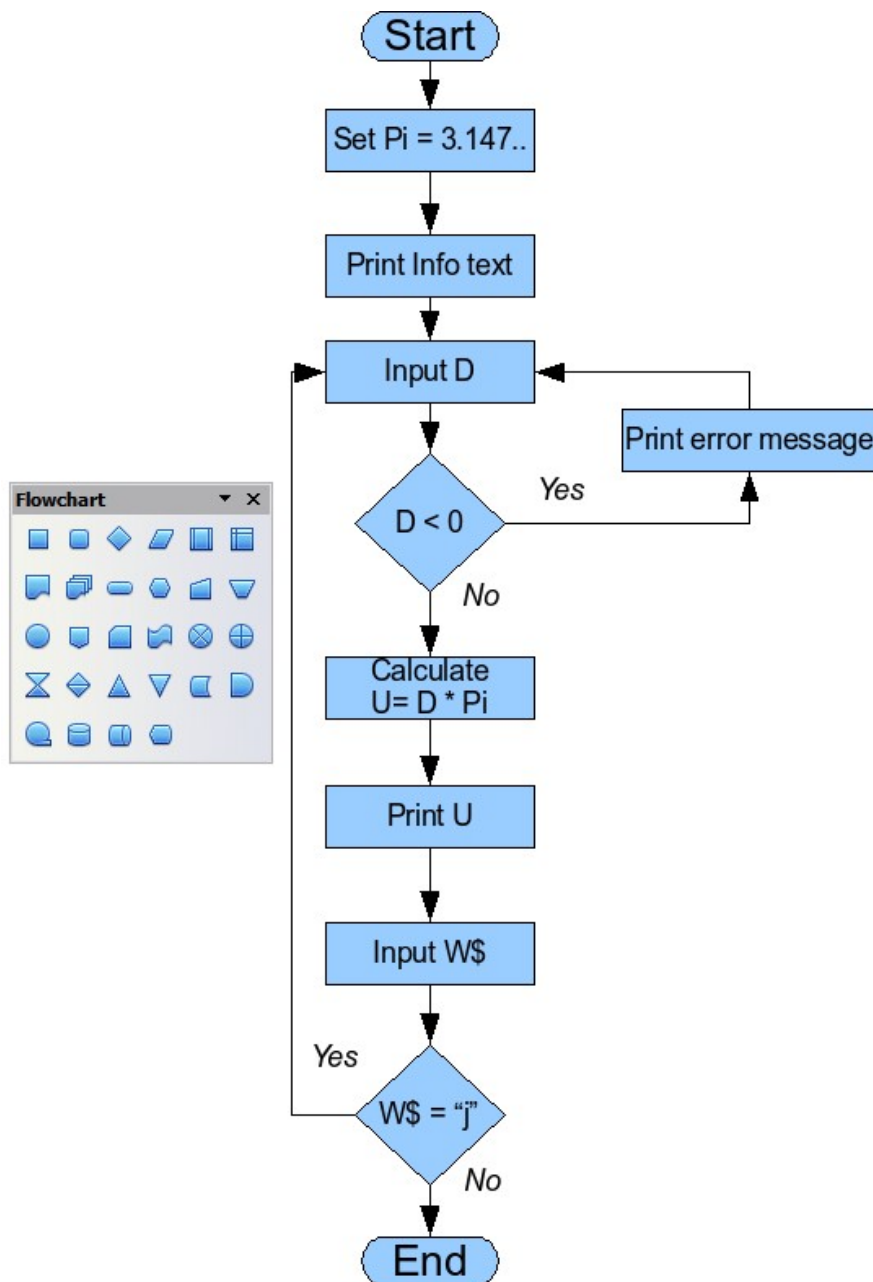 Start
Set Pi = 3.147..
Print Info text
Input D
Print error message
Flowchart
Yes
D < 0
No
Calculate
U= D * Pi
Print U
Input W$
Yes
W$ = “j”
No
End